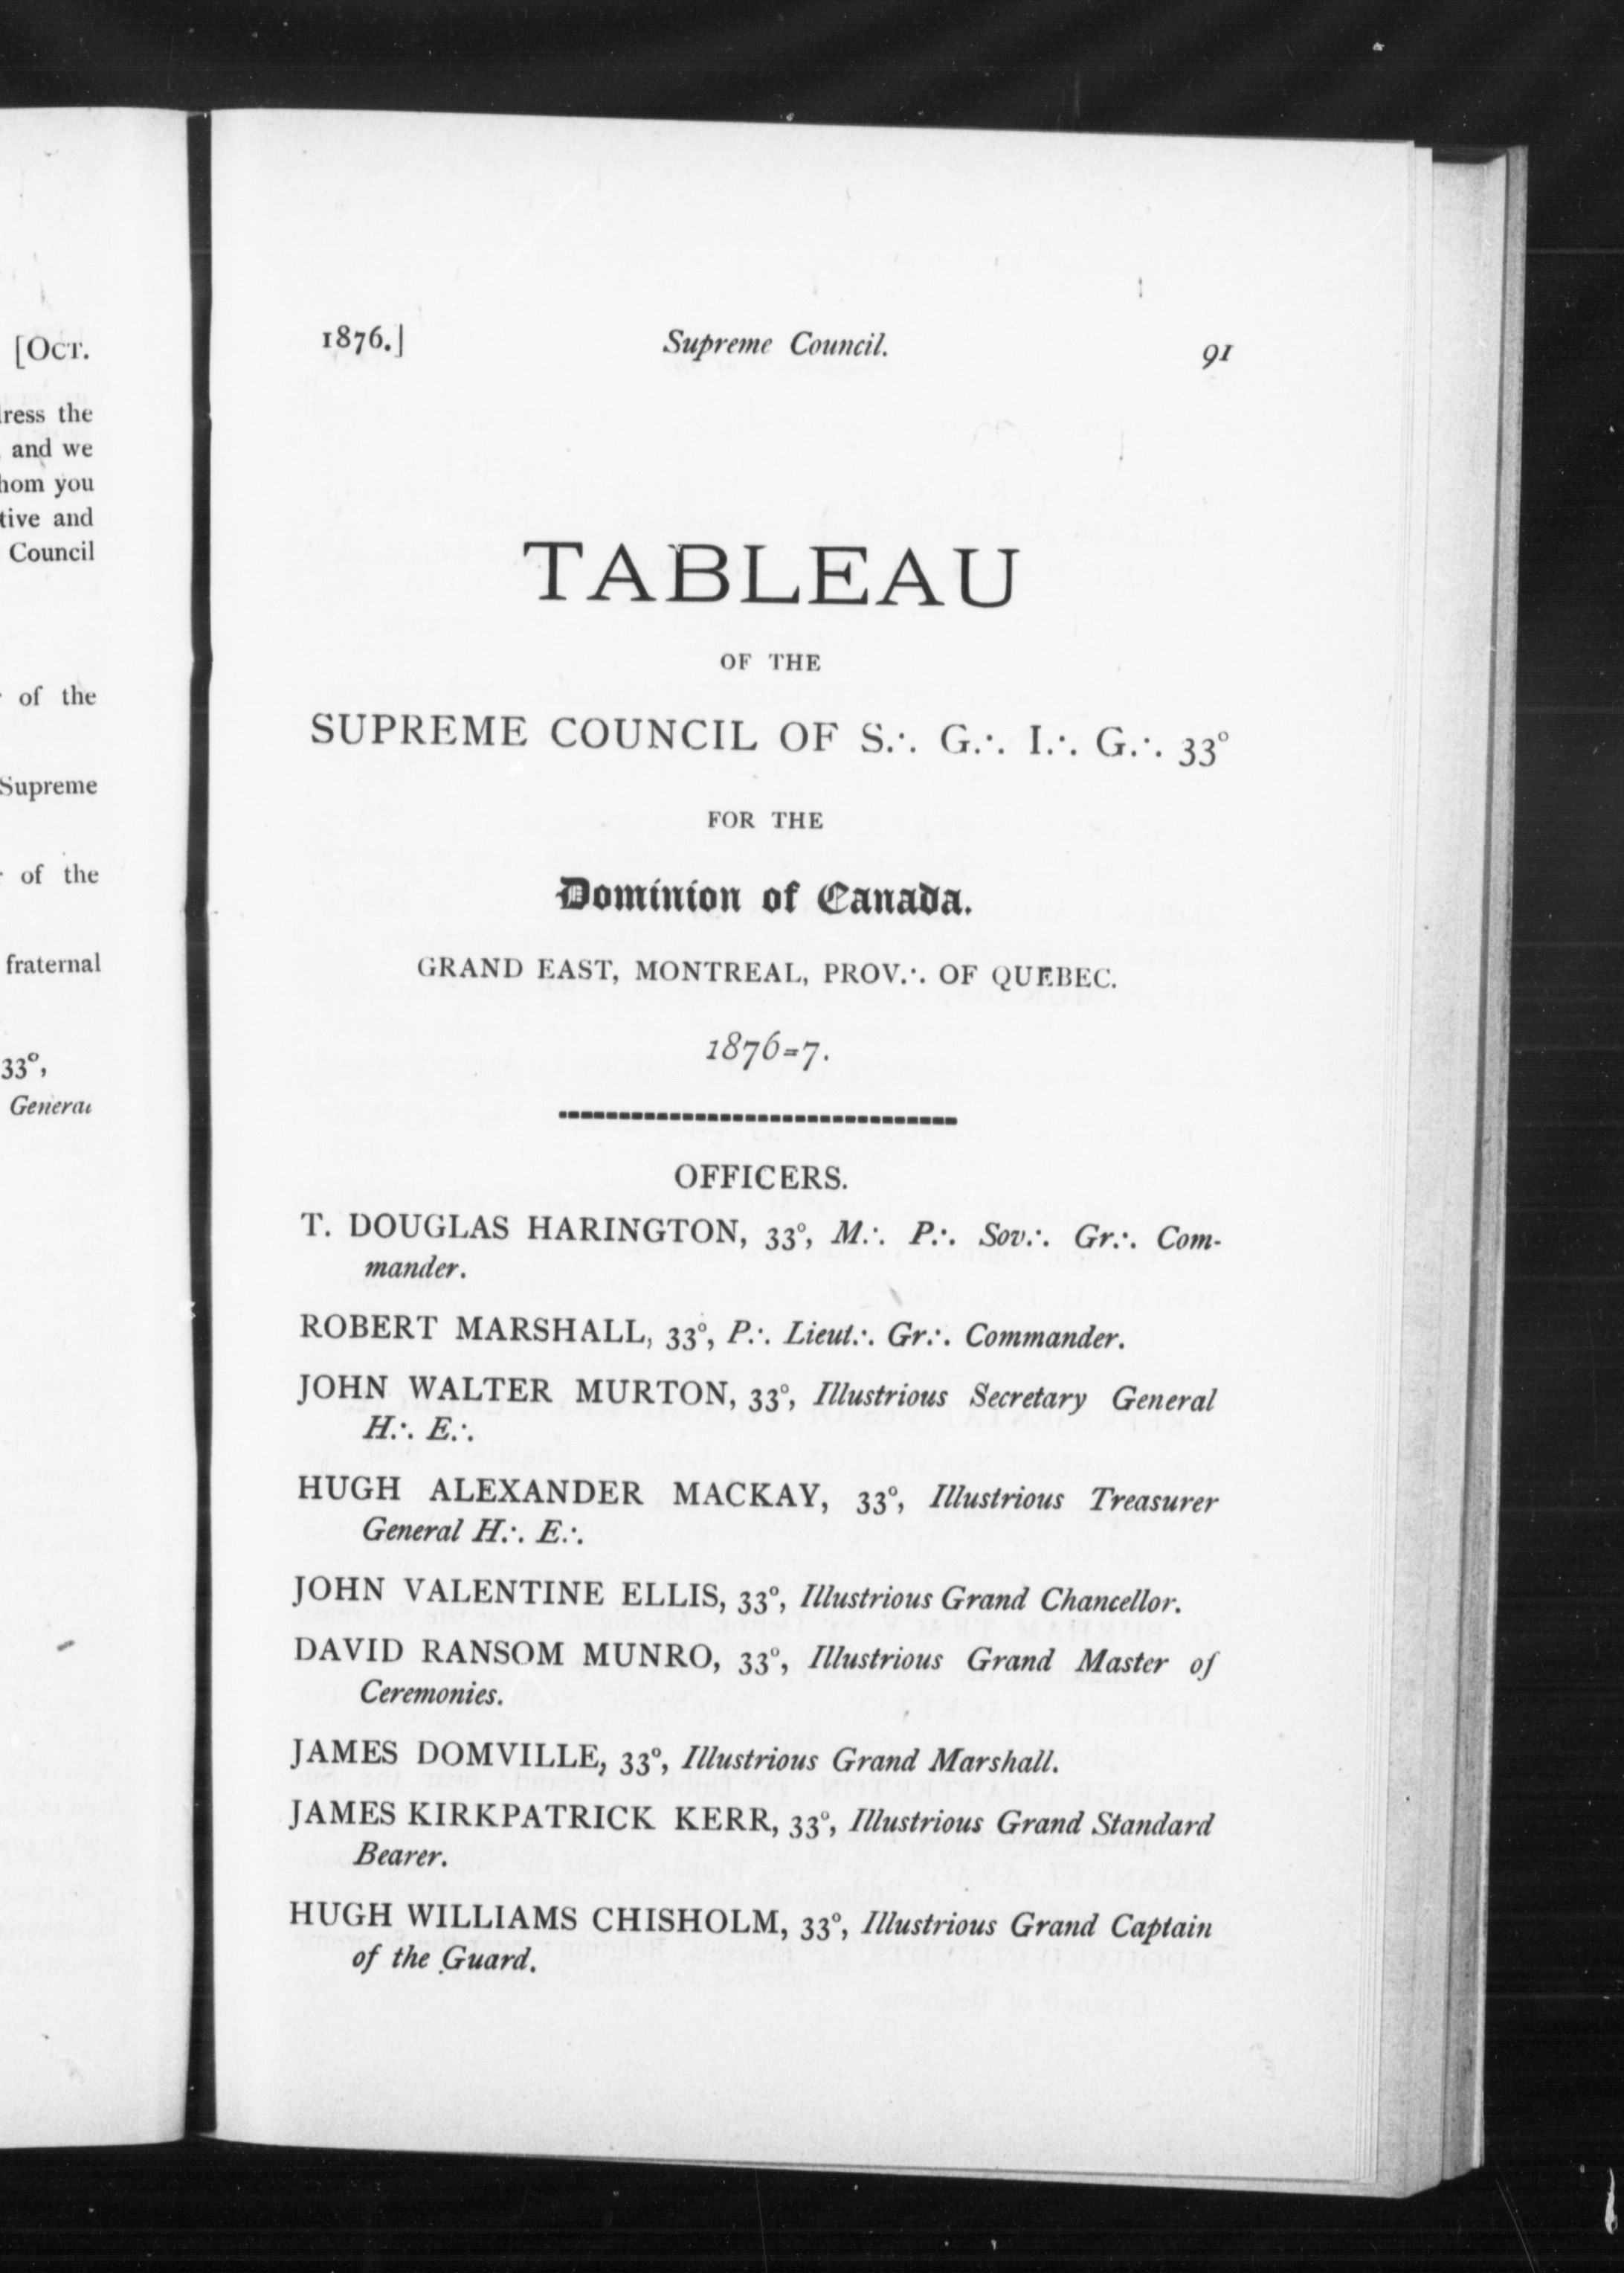 [OCT.
the
and we
you
and
Council
of the
Supreme
of the
fraternal
33°,
General
1876.] Supreme Council. 91
TABLEAU
OF THE
SUPREME COUNCIL OF S∴ G∴ I∴ G∴ 33°
FOR THE
Dominion of Canada.
GRAND EAST, MONTREAL, PROV∴ OF QUEBEC.
1876=7.
OFFICERS.
T. DOUGLAS HARINGTON, 33°, M∴ P∴ Sov∴ Gr∴ Com-
mander.
ROBERT MARSHALL, 33°, P∴ Lieut∴ Gr∴ Commander.
JOHN WALTER MURTON, 33°, Illustrious Secretary General
H∴ E∴
HUGH ALEXANDER MACKAY, 33°, Illustrious Treasurer
General H∴ E∴
JOHN VALENTINE ELLIS, 33°, Illustrious Grand Chancellor.
DAVID RANSOM MUNRO, 33°, Illustrious Grand Master of
Ceremonies.
JAMES DOMVILLE, 33°, Illustrious Grand Marshall.
JAMES KIRKPATRICK KERR, 33°, Illustrious Grand Standard
Bearer.
HUGH WILLIAMS CHISHOLM, 33°, Illustrious Grand Captain
of the Guard.